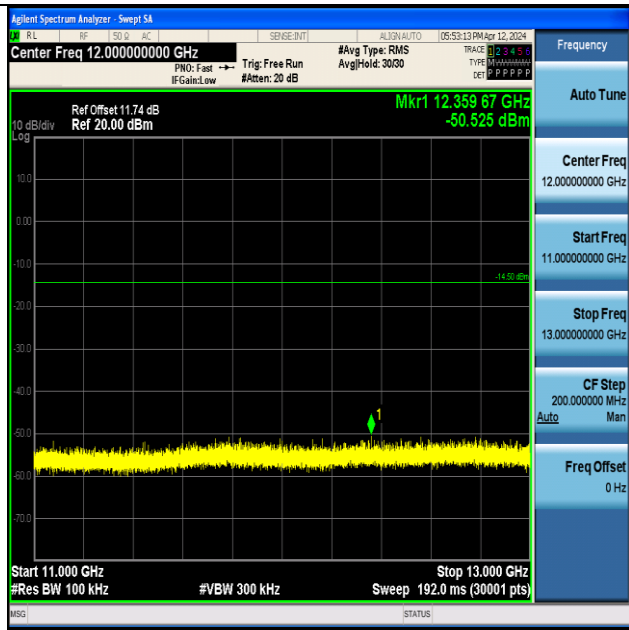 Agilent Spectrum Analyzer - Swept SA
RL RF 50 Ω AC SENSE:INT ALIGN AUTO 05:53:13 PM Apr 12, 2024
Center Freq 12.000000000 GHz
PNO: Fast
IFGain:Low
Trig: Free Run
#Atten: 20 dB
#Avg Type: RMS
Avg|Hold: 30/30
TRACE 1 2 3 4 5 6
TYPE M
DET P P P P P P
Frequency
Auto Tune
Center Freq
12.000000000 GHz
Start Freq
11.000000000 GHz
Stop Freq
13.000000000 GHz
CF Step
200.000000 MHz
Auto Man
Freq Offset
0 Hz
Mkr1 12.359 67 GHz
-50.525 dBm
Ref Offset 11.74 dB
10 dB/div Ref 20.00 dBm
Log
10.0
0.00
-10.0
-14.50 dBm
-20.0
-30.0
-40.0
1
-50.0
-60.0
-70.0
Start 11.000 GHz Stop 13.000 GHz
#Res BW 100 kHz #VBW 300 kHz Sweep 192.0 ms (30001 pts)
MSG STATUS